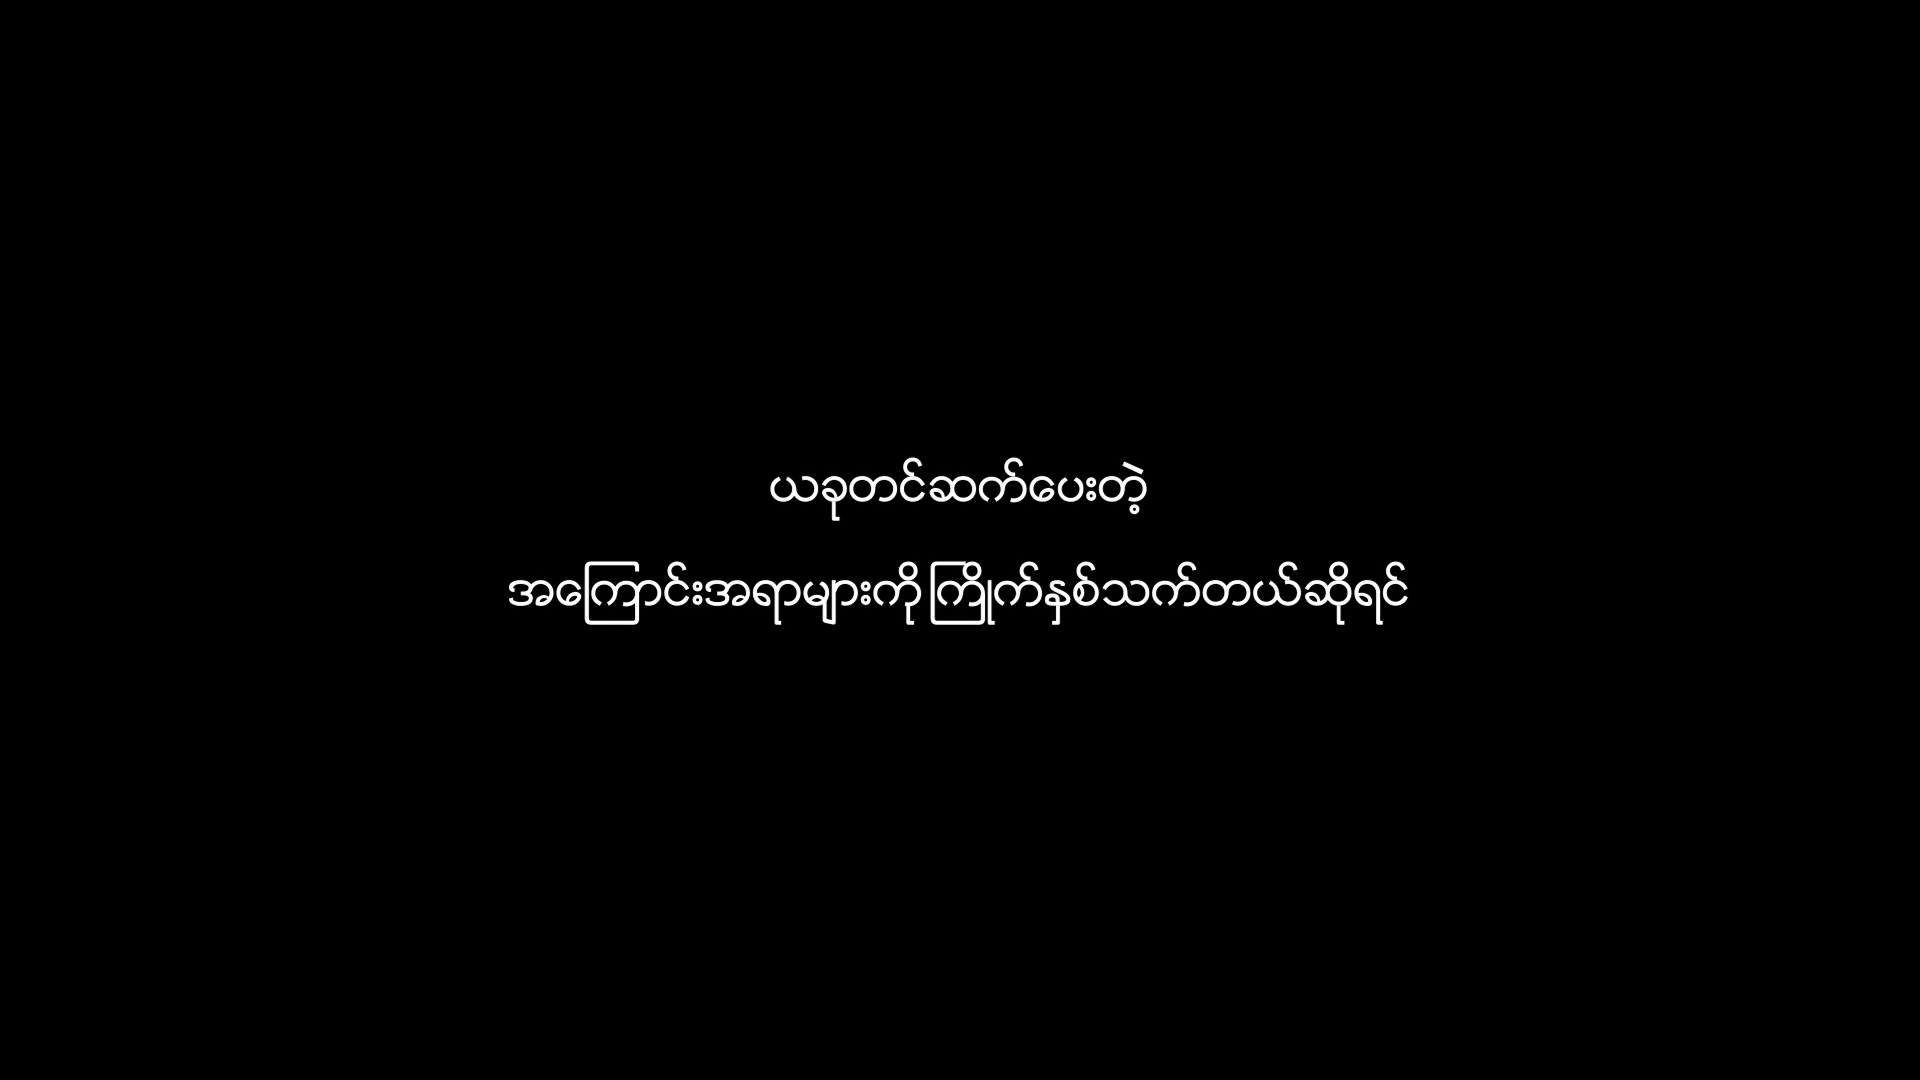 ယခုတင်ဆက်ပေးတဲ့
အကြောင်းအရာများကို ကြိုက်နှစ်သက်တယ်ဆိုရင်